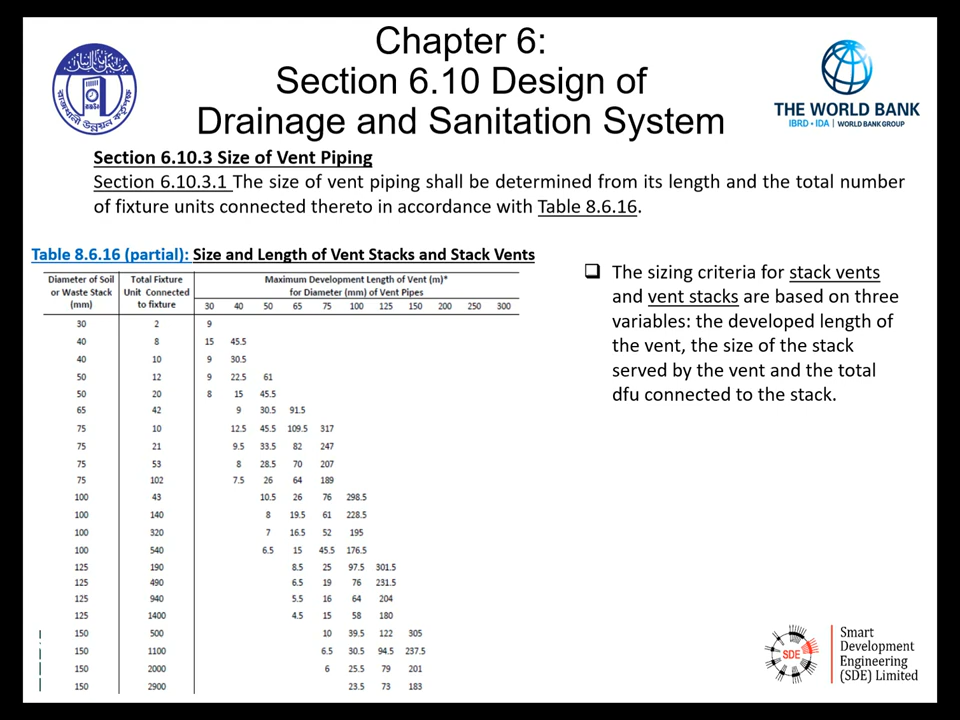 Chapter 6:
Section 6.10 Design of
Drainage and Sanitation System
THE WORLD BANK
IBRD • IDA | WORLD BANK GROUP
Section 6.10.3 Size of Vent Piping
Section 6.10.3.1 The size of vent piping shall be determined from its length and the total number
of fixture units connected thereto in accordance with Table 8.6.16.
Table 8.6.16 (partial): Size and Length of Vent Stacks and Stack Vents
Diameter of Soil or Waste Stack (mm) Total Fixture Unit Connected to fixture Maximum Development Length of Vent (m)*
for Diameter (mm) of Vent Pipes
30 40 50 65 75 100 125 150 200 250 300
30 2 9
40 8 15 45.5
40 10 9 30.5
50 12 9 22.5 61
50 20 8 15 45.5
65 42 9 30.5 91.5
75 10 12.5 45.5 109.5 317
75 21 9.5 33.5 82 247
75 53 8 28.5 70 207
75 102 7.5 26 64 189
100 43 10.5 26 76 298.5
100 140 8 19.5 61 228.5
100 320 7 16.5 52 195
100 540 6.5 15 45.5 176.5
125 190 8.5 25 97.5 301.5
125 490 6.5 19 76 231.5
125 940 5.5 16 64 204
125 1400 4.5 15 58 180
150 500 10 39.5 122 305
150 1100 6.5 30.5 94.5 237.5
150 2000 6 25.5 79 201
150 2900 23.5 73 183
❑ The sizing criteria for stack vents
and vent stacks are based on three
variables: the developed length of
the vent, the size of the stack
served by the vent and the total
dfu connected to the stack.
SDE
Smart
Development
Engineering
(SDE) Limited